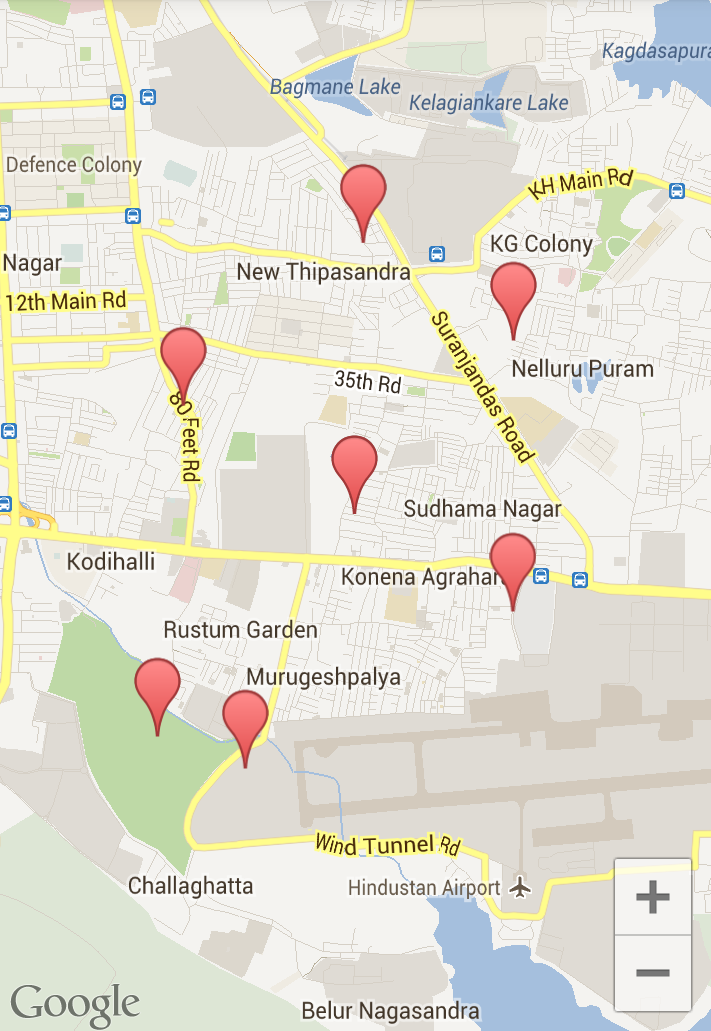 Kagdasapura
Bagmane Lake
Kelagiankare Lake
Defence Colony
KH Main Rd
KG Colony
Nagar
New Thipasandra
12th Main Rd
Suranjandas Road
Nelluru Puram
35th Rd
80 Feet Rd
Sudhama Nagar
Kodihalli
Konena Agrahar
Rustum Garden
Murugeshpalya
Wind Tunnel Rd
Challaghatta
Hindustan Airport
+
−
Google
Belur Nagasandra